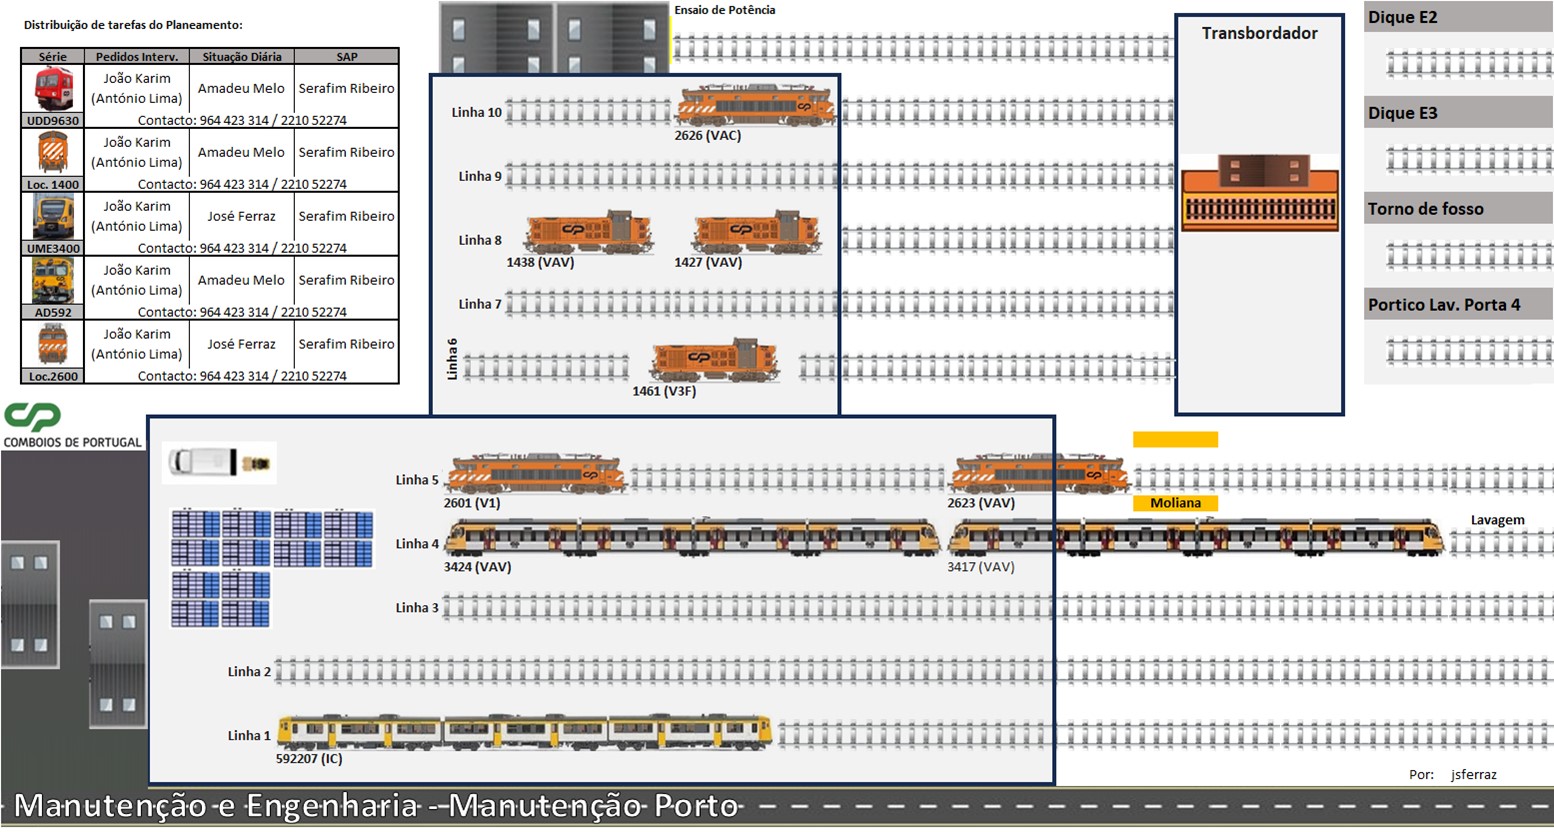 Distribuição de tarefas do Planeamento:
Série Pedidos Interv. Situação Diária SAP
UDD9630 João Karim (António Lima) Amadeu Melo Serafim Ribeiro
Contacto: 964 423 314 / 2210 52274
Loc. 1400 João Karim (António Lima) Amadeu Melo Serafim Ribeiro
Contacto: 964 423 314 / 2210 52274
UME3400 João Karim (António Lima) José Ferraz Serafim Ribeiro
Contacto: 964 423 314 / 2210 52274
AD592 João Karim (António Lima) Amadeu Melo Serafim Ribeiro
Contacto: 964 423 314 / 2210 52274
Loc.2600 João Karim (António Lima) José Ferraz Serafim Ribeiro
Contacto: 964 423 314 / 2210 52274
CP
COMBOIOS DE PORTUGAL
Ensaio de Potência
Linha 10
2626 (VAC)
Linha 9
Linha 8
1438 (VAV) 1427 (VAV)
Linha 7
Linha 6
1461 (V3F)
Transbordador
Dique E2
Dique E3
Torno de fosso
Portico Lav. Porta 4
Linha 5
2601 (V1) 2623 (VAV)
Moliana
Lavagem
Linha 4
3424 (VAV) 3417 (VAV)
Linha 3
Linha 2
Linha 1
592207 (IC)
Por: jsferraz
Manutenção e Engenharia - Manutenção Porto